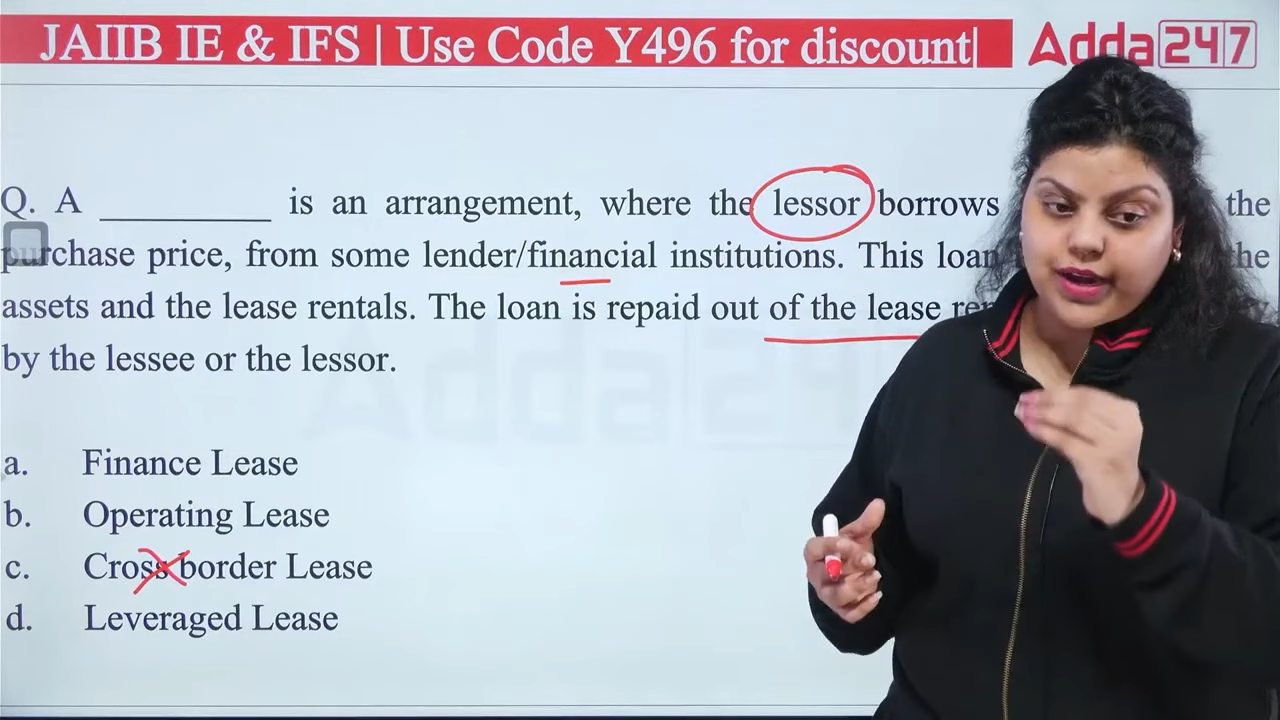 JAIIB IE & IFS | Use Code Y496 for discount|
Adda247
Q. A __________ is an arrangement, where the lessor borrows the
purchase price, from some lender/financial institutions. This loan the
assets and the lease rentals. The loan is repaid out of the lease
by the lessee or the lessor.
a. Finance Lease
b. Operating Lease
c. Cross border Lease
d. Leveraged Lease